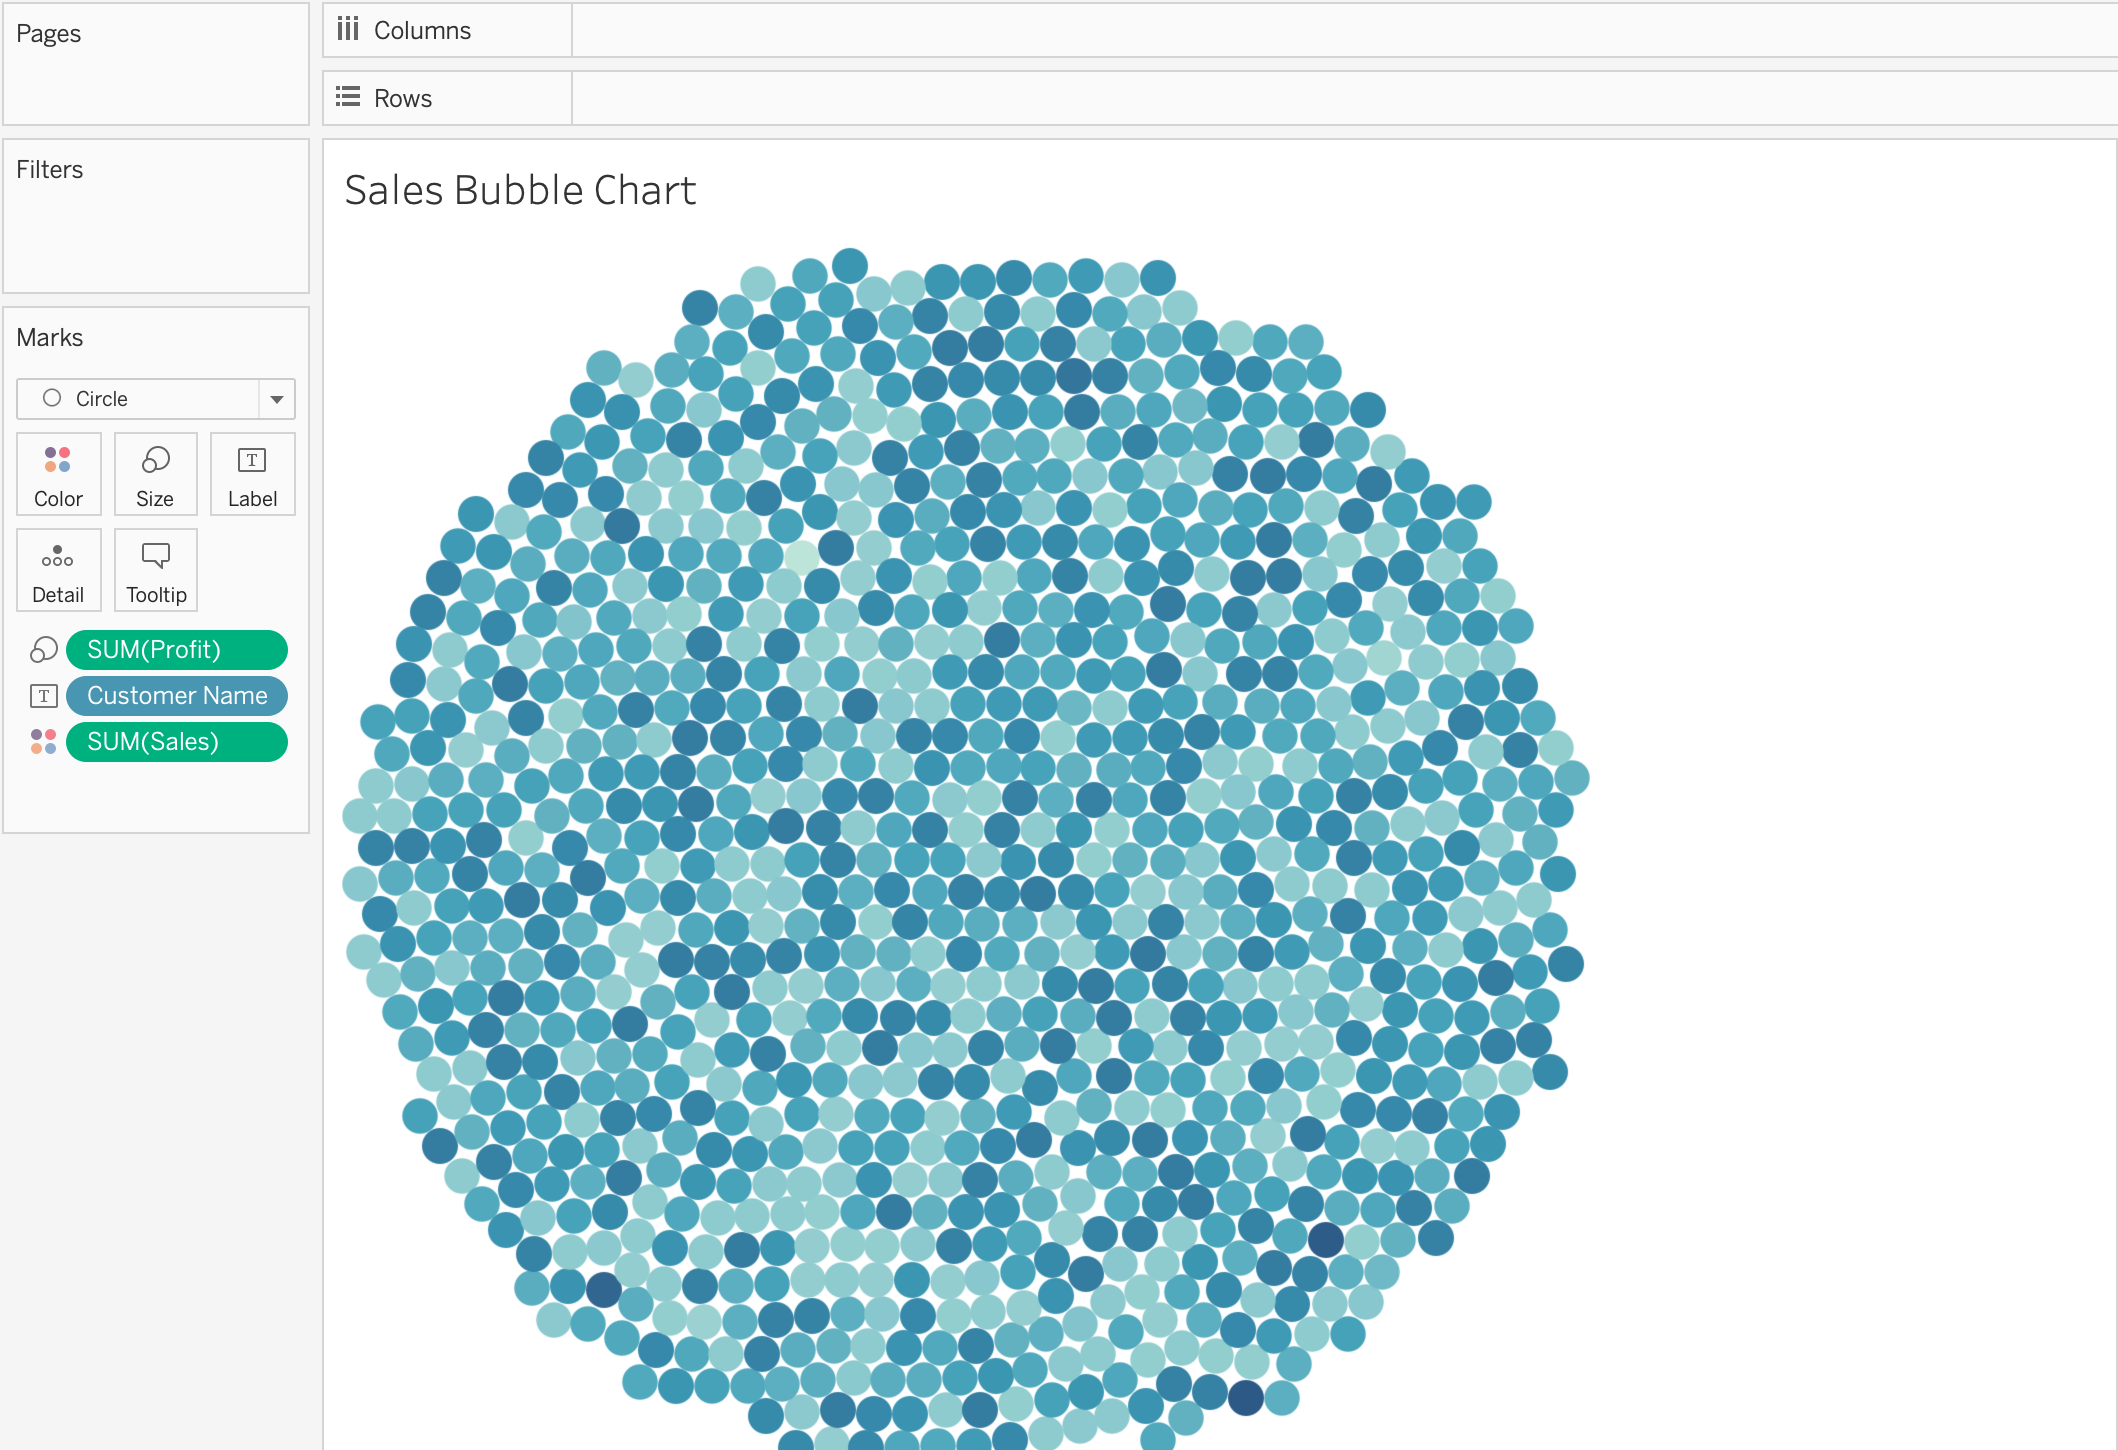 Pages
Columns
Rows
Filters
Marks
Circle
Color
Size
T
Label
Detail
Tooltip
SUM(Profit)
T
Customer Name
SUM(Sales)
Sales Bubble Chart